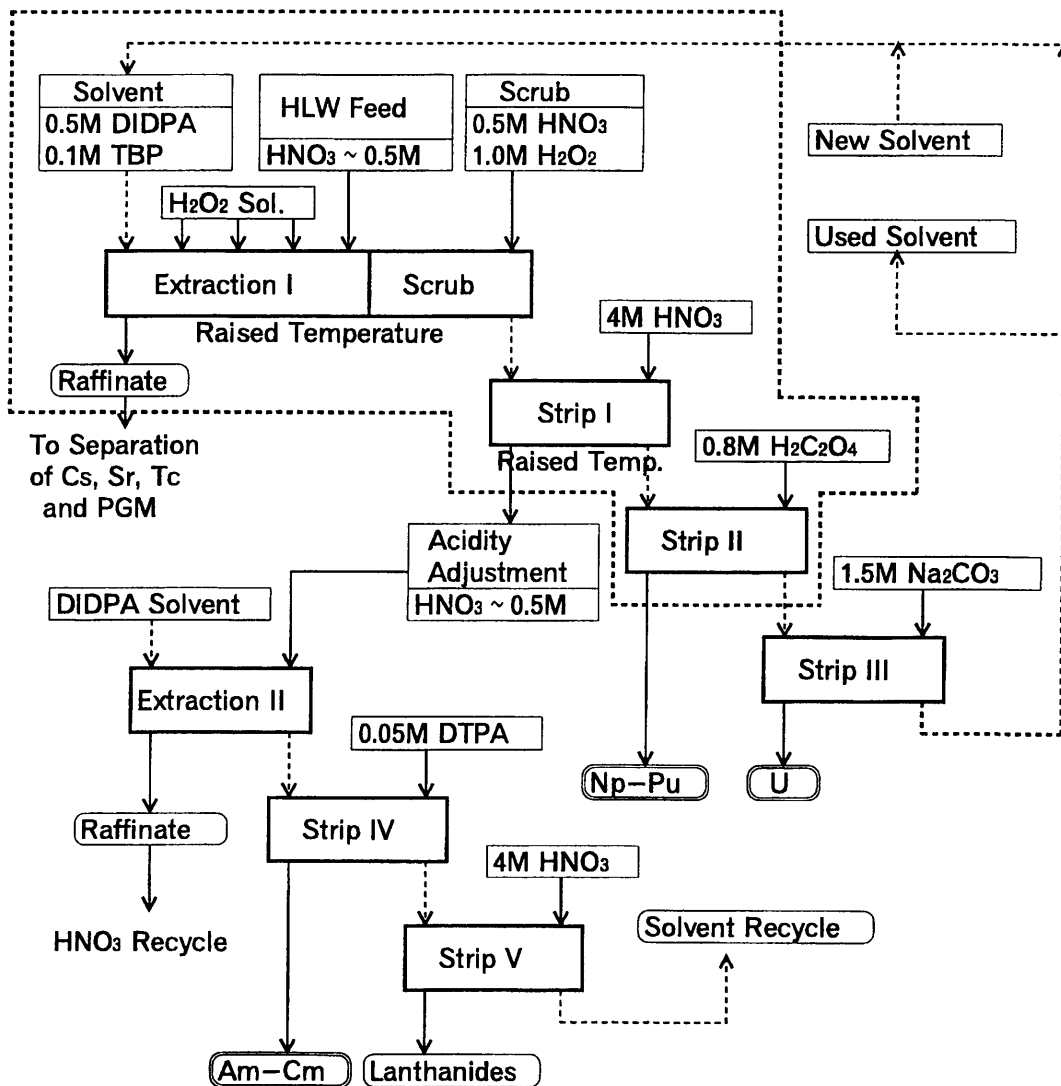 Solvent
0.5M DIDPA
0.1M TBP
HLW Feed
HNO₃ ~ 0.5M
Scrub
0.5M HNO₃
1.0M H₂O₂
New Solvent
H₂O₂ Sol.
Used Solvent
Extraction I
Scrub
Raised Temperature
4M HNO₃
Raffinate
Strip I
To Separation
of Cs, Sr, Tc
and PGM
Raised Temp.
0.8M H₂C₂O₄
Acidity
Adjustment
HNO₃ ~ 0.5M
Strip II
1.5M Na₂CO₃
DIDPA Solvent
Strip III
Extraction II
0.05M DTPA
Np-Pu
U
Raffinate
Strip IV
4M HNO₃
HNO₃ Recycle
Solvent Recycle
Strip V
Am-Cm
Lanthanides